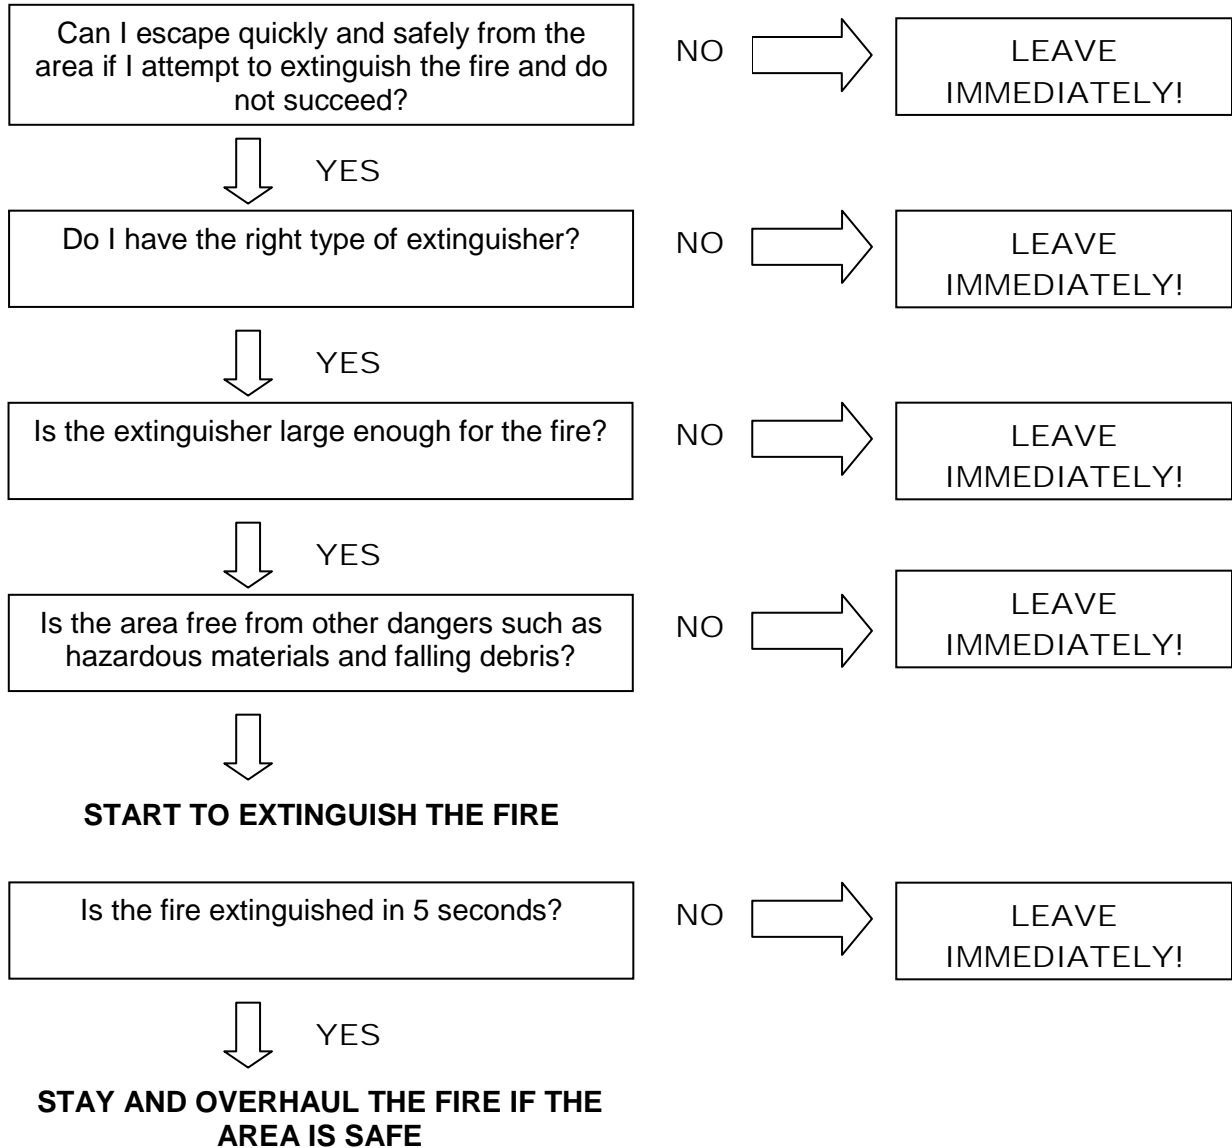 Can I escape quickly and safely from the
area if I attempt to extinguish the fire and do
not succeed?
NO
LEAVE
IMMEDIATELY!
YES
Do I have the right type of extinguisher?
NO
LEAVE
IMMEDIATELY!
YES
Is the extinguisher large enough for the fire?
NO
LEAVE
IMMEDIATELY!
YES
Is the area free from other dangers such as
hazardous materials and falling debris?
NO
LEAVE
IMMEDIATELY!
START TO EXTINGUISH THE FIRE
Is the fire extinguished in 5 seconds?
NO
LEAVE
IMMEDIATELY!
YES
STAY AND OVERHAUL THE FIRE IF THE
AREA IS SAFE